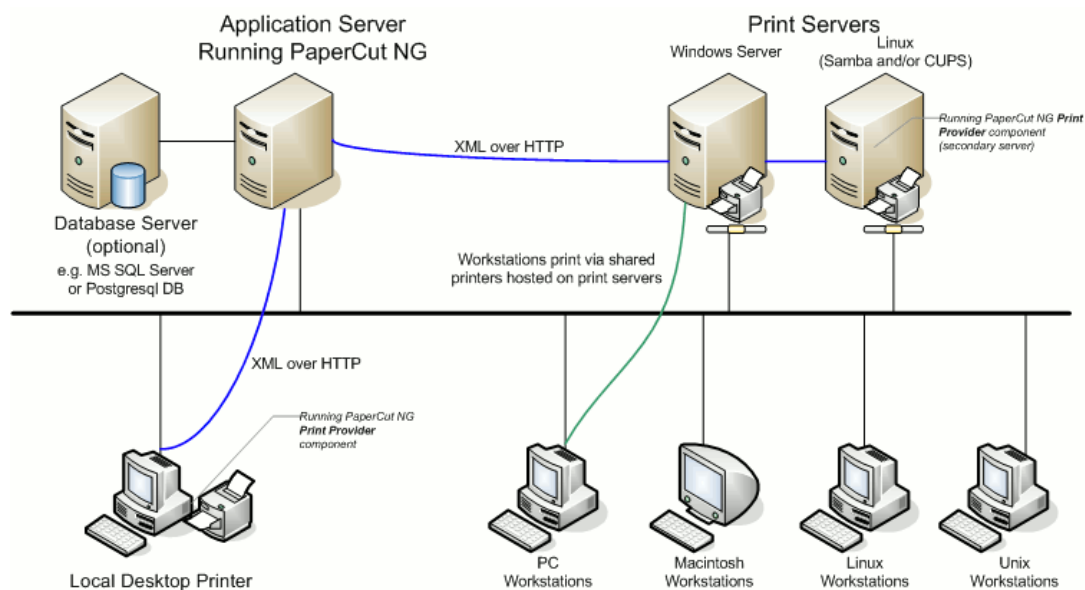 Application Server
Running PaperCut NG
Print Servers
Windows Server
Linux
(Samba and/or CUPS)
Running PaperCut NG Print
Provider component
(secondary server)
XML over HTTP
Database Server
(optional)
e.g. MS SQL Server
or Postgresql DB
Workstations print via shared
printers hosted on print servers
XML over HTTP
Running PaperCut NG
Print Provider
component
Local Desktop Printer
PC
Workstations
Macintosh
Workstations
Linux
Workstations
Unix
Workstations